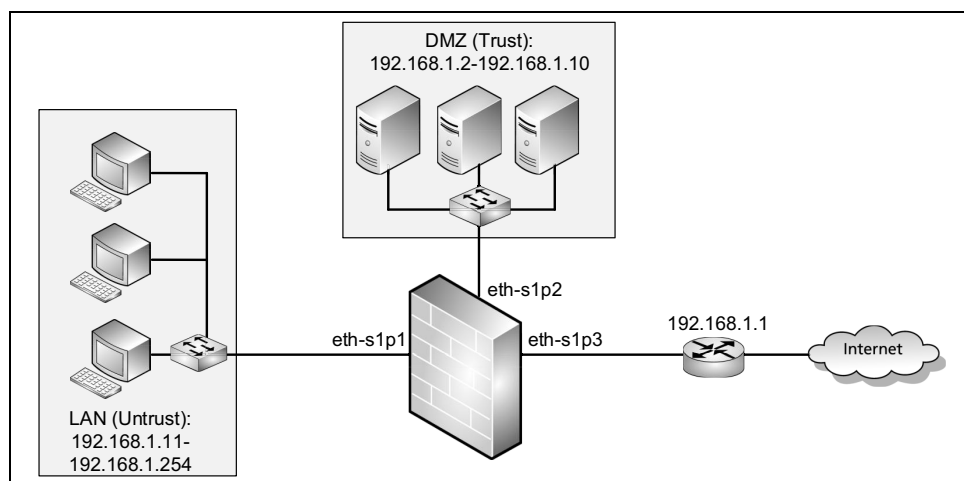 DMZ (Trust):
192.168.1.2-192.168.1.10
eth-s1p2
eth-s1p1
eth-s1p3
192.168.1.1
Internet
LAN (Untrust):
192.168.1.11-
192.168.1.254